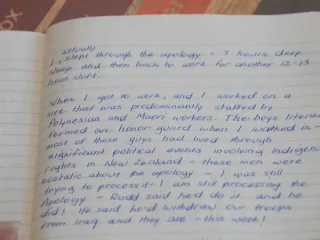 actually
I slept through the apology - 7 hours deep
sleep and then back to work for another 12-13
hour shift.
When I got to work, and I worked on a
site that was predominantly staffed by
Polynesian and Maori workers. The boys literally
formed an honor guard when I walked in -
most of these guys had lived through
significant political events involving Indigenous
rights in New Zealand - these men were
ecstatic about the apology - I was still
trying to process it - I am still processing the
Apology - Rudd said he'd do it and he
did! He said he'd withdraw our troops
from Iraq and they are - this week!